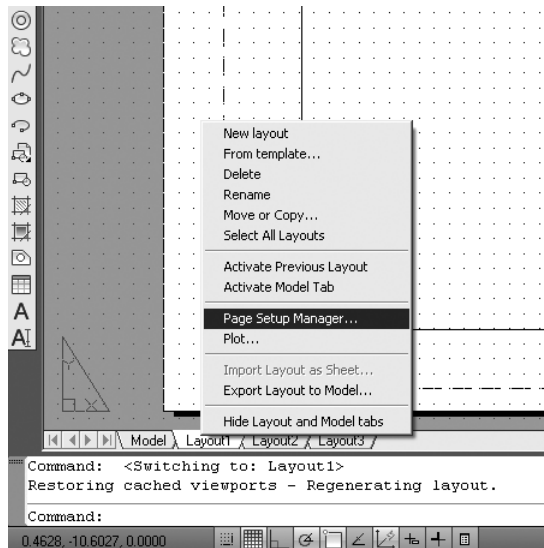 New layout
From template...
Delete
Rename
Move or Copy...
Select All Layouts
Activate Previous Layout
Activate Model Tab
Page Setup Manager...
Plot...
Import Layout as Sheet...
Export Layout to Model...
Hide Layout and Model tabs
A
AI
Y
X
Model Layout1 Layout2 Layout3
Command: <Switching to: Layout1>
Restoring cached viewports - Regenerating layout.
Command:
0.4628, -10.6027, 0.0000